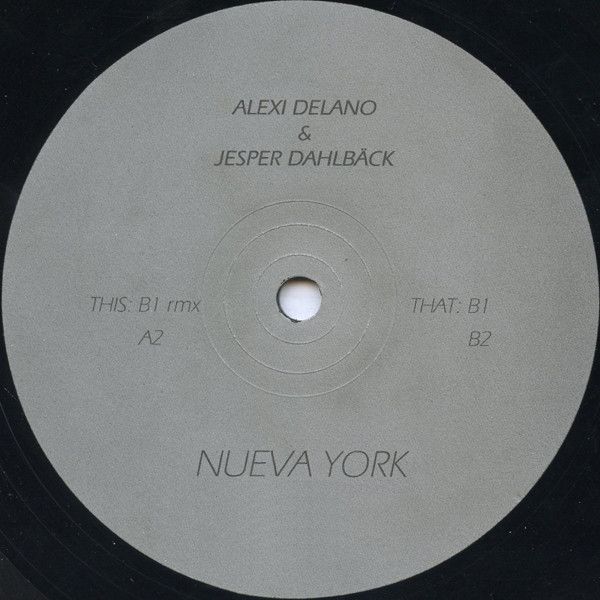 ALEXI DELANO
&
JESPER DAHLBÄCK
THIS: B1 rmx
A2
THAT: B1
B2
NUEVA YORK